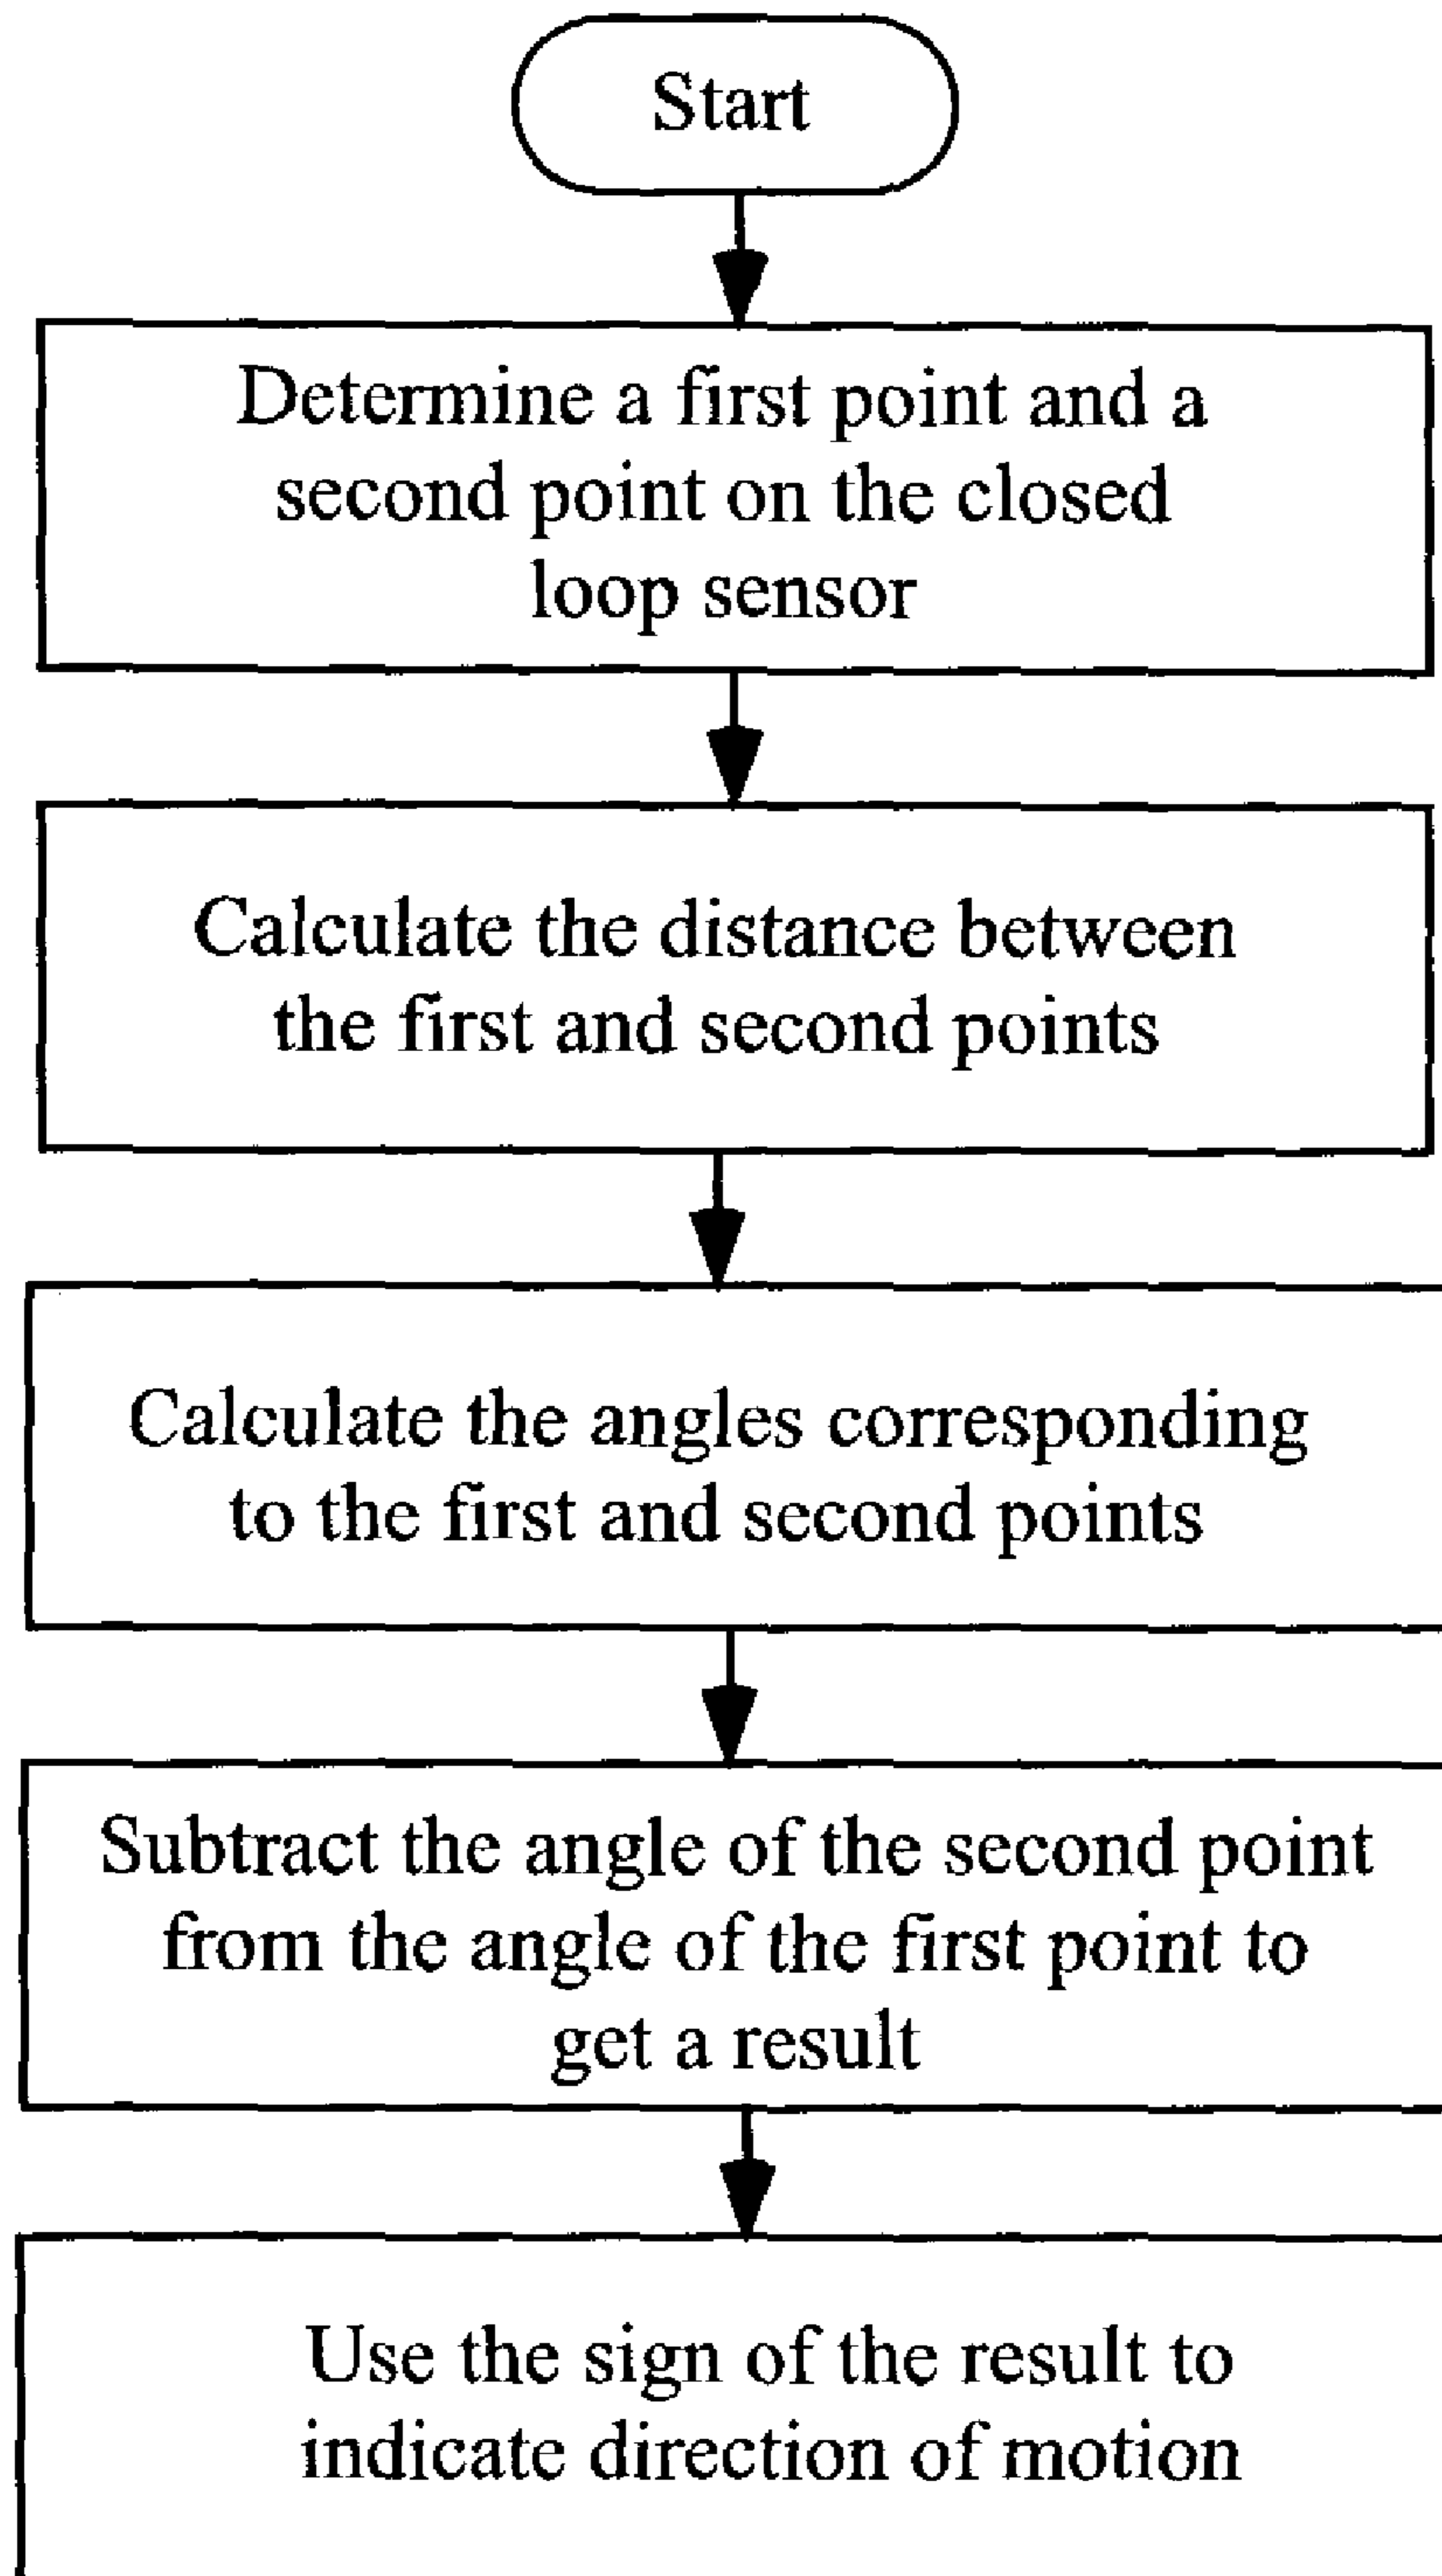 Start
Determine a first point and a
second point on the closed
loop sensor
Calculate the distance between
the first and second points
Calculate the angles corresponding
to the first and second points
Subtract the angle of the second point
from the angle of the first point to
get a result
Use the sign of the result to
indicate direction of motion